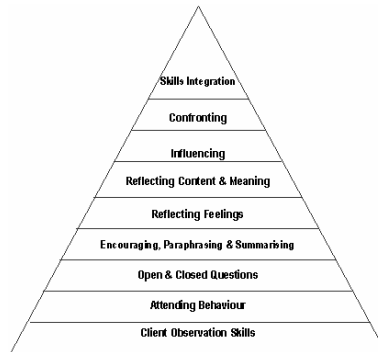 Skills Integration
Confronting
Influencing
Reflecting Content & Meaning
Reflecting Feelings
Encouraging, Paraphrasing & Summarising
Open & Closed Questions
Attending Behaviour
Client Observation Skills